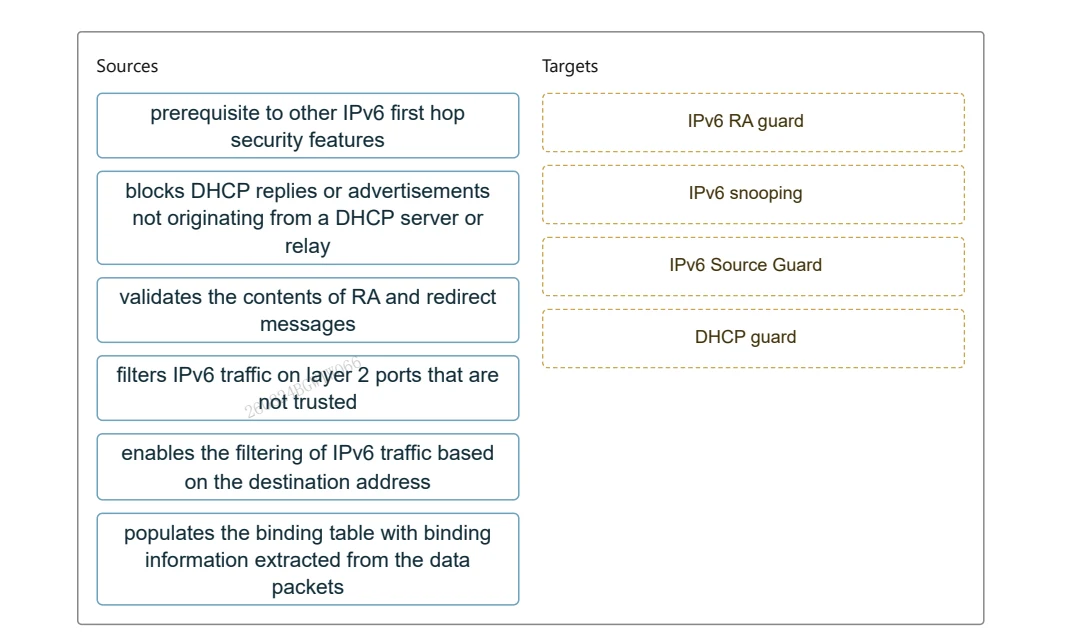 Sources
prerequisite to other IPv6 first hop
security features
blocks DHCP replies or advertisements
not originating from a DHCP server or
relay
validates the contents of RA and redirect
messages
filters IPv6 traffic on layer 2 ports that are
not trusted
enables the filtering of IPv6 traffic based
on the destination address
populates the binding table with binding
information extracted from the data
packets
Targets
IPv6 RA guard
IPv6 snooping
IPv6 Source Guard
DHCP guard